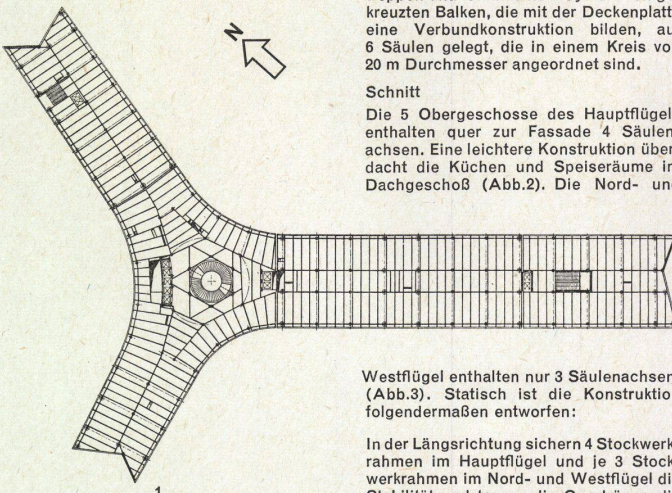 kreuzten Balken, die mit der Deckenplatt
eine Verbundkonstruktion bilden, au
6 Säulen gelegt, die in einem Kreis vo
20 m Durchmesser angeordnet sind.
Schnitt
Die 5 Obergeschosse des Hauptflügel
enthalten quer zur Fassade 4 Säulen
achsen. Eine leichtere Konstruktion über
dacht die Küchen und Speiseräume in
Dachgeschoß (Abb.2). Die Nord- und
N
Westflügel enthalten nur 3 Säulenachsen
(Abb.3). Statisch ist die Konstruktio
folgendermaßen entworfen:
In der Längsrichtung sichern 4 Stockwerk
rahmen im Hauptflügel und je 3 Stock
werkrahmen im Nord- und Westflügel di
1